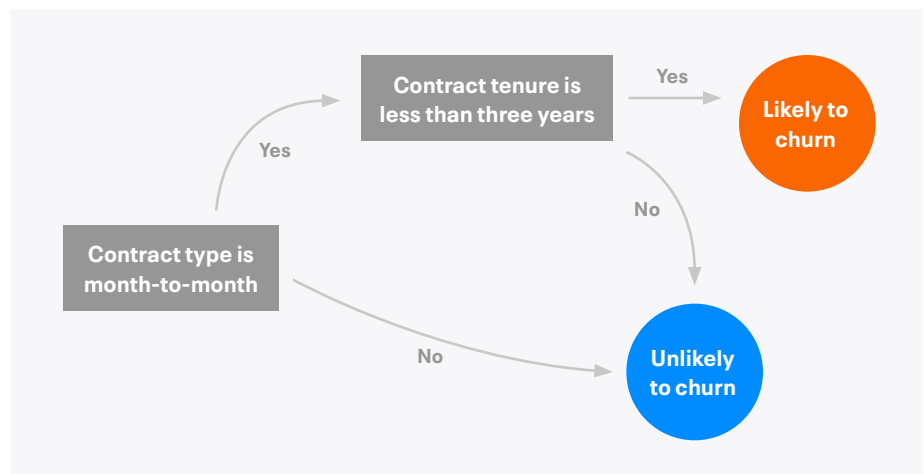 Contract tenure is
less than three years
Yes
Likely to
churn
Yes
No
Contract type is
month-to-month
No
Unlikely
to churn